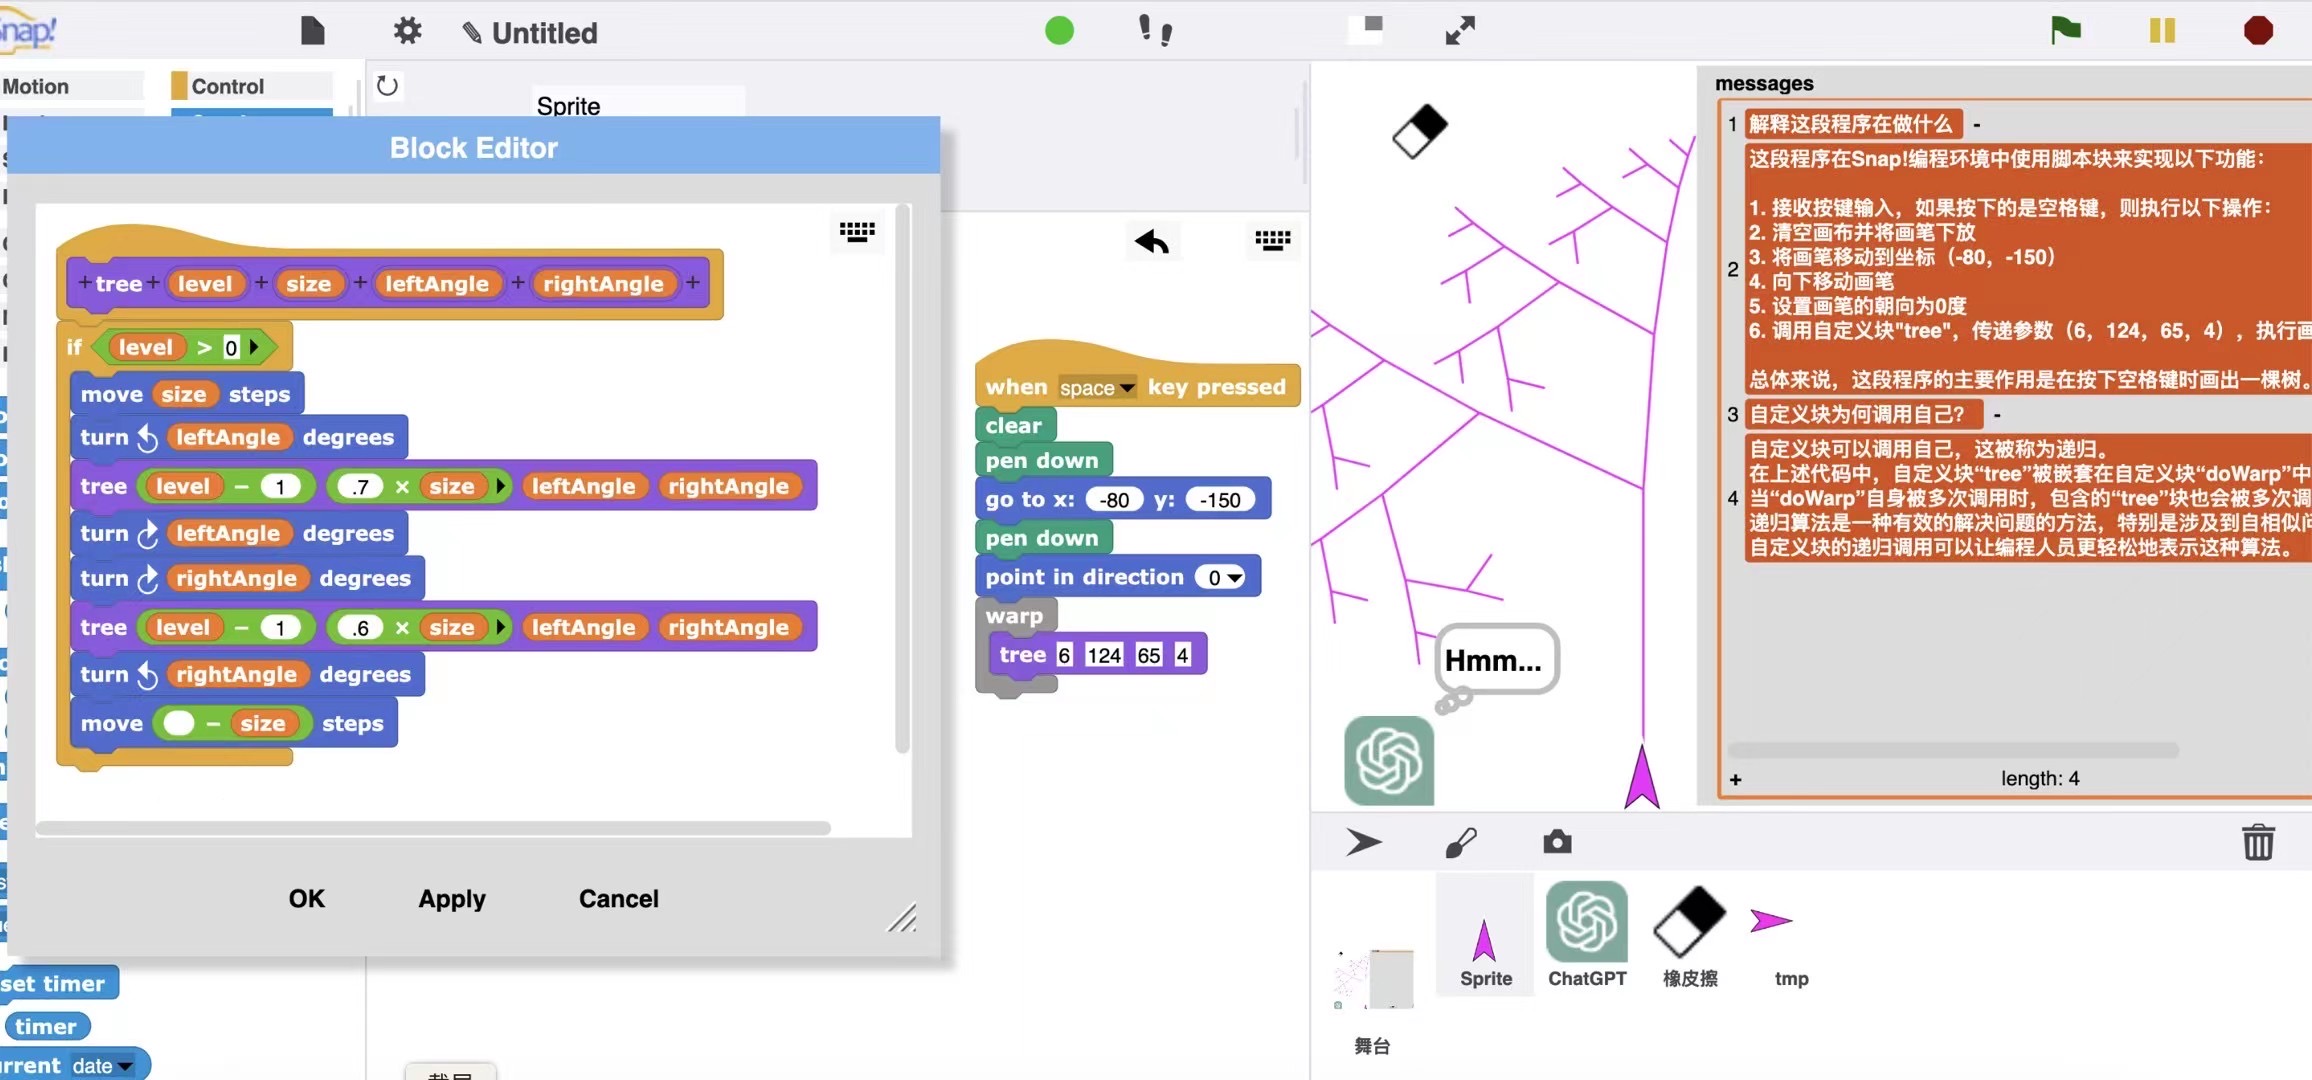 Snap!
Untitled
Motion
Control
Sprite
Block Editor
+ tree + level + size + leftAngle + rightAngle +
if level > 0
move size steps
turn leftAngle degrees
tree level - 1 .7 × size leftAngle rightAngle
turn leftAngle degrees
turn rightAngle degrees
tree level - 1 .6 × size leftAngle rightAngle
turn rightAngle degrees
move - size steps
OK
Apply
Cancel
set timer
timer
date
when space key pressed
clear
pen down
go to x: -80 y: -150
pen down
point in direction 0
warp
tree 6 124 65 4
Hmm...
messages
1 解释这段程序在做什么 -
2
这段程序在Snap!编程环境中使用脚本块来实现以下功能：
1. 接收按键输入，如果按下的是空格键，则执行以下操作：
2. 清空画布并将画笔下放
3. 将画笔移动到坐标（-80，-150）
4. 向下移动画笔
5. 设置画笔的朝向为0度
6. 调用自定义块"tree"，传递参数（6，124，65，4），执行画
总体来说，这段程序的主要作用是在按下空格键时画出一棵树。
3 自定义块为何调用自己？ -
4
自定义块可以调用自己，这被称为递归。
在上述代码中，自定义块“tree”被嵌套在自定义块“doWarp”中
当“doWarp”自身被多次调用时，包含的“tree”块也会被多次调
递归算法是一种有效的解决问题的方法，特别是涉及到自相似问
自定义块的递归调用可以让编程人员更轻松地表示这种算法。
+ length: 4
Sprite
ChatGPT
橡皮擦
tmp
舞台